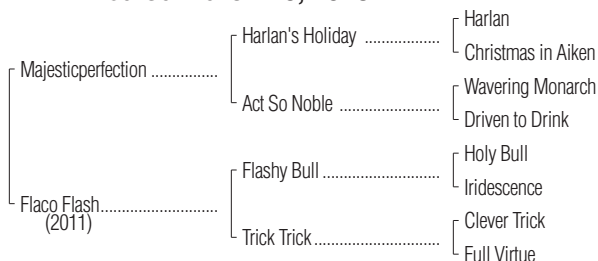 Harlan
Harlan's Holiday ..................
Christmas in Aiken
Majesticperfection ................
Wavering Monarch
Act So Noble ........................
Driven to Drink
Holy Bull
Flashy Bull ............................
Iridescence
Flaco Flash............................
(2011)
Clever Trick
Trick Trick..............................
Full Virtue